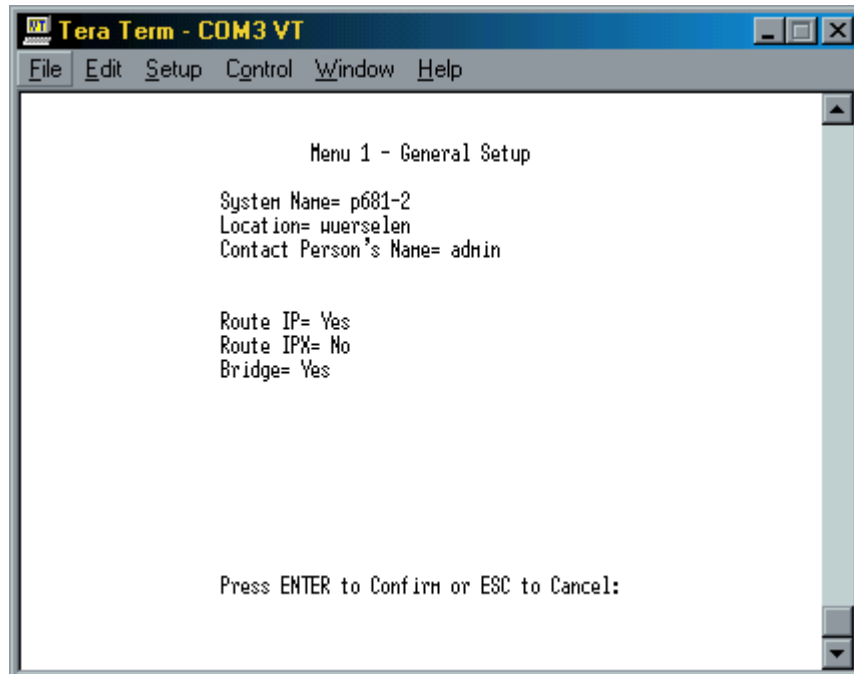 Tera Term - COM3 VT
File Edit Setup Control Window Help
Menu 1 - General Setup
System Name= p681-2
Location= wuerselen
Contact Person's Name= admin
Route IP= Yes
Route IPX= No
Bridge= Yes
Press ENTER to Confirm or ESC to Cancel: